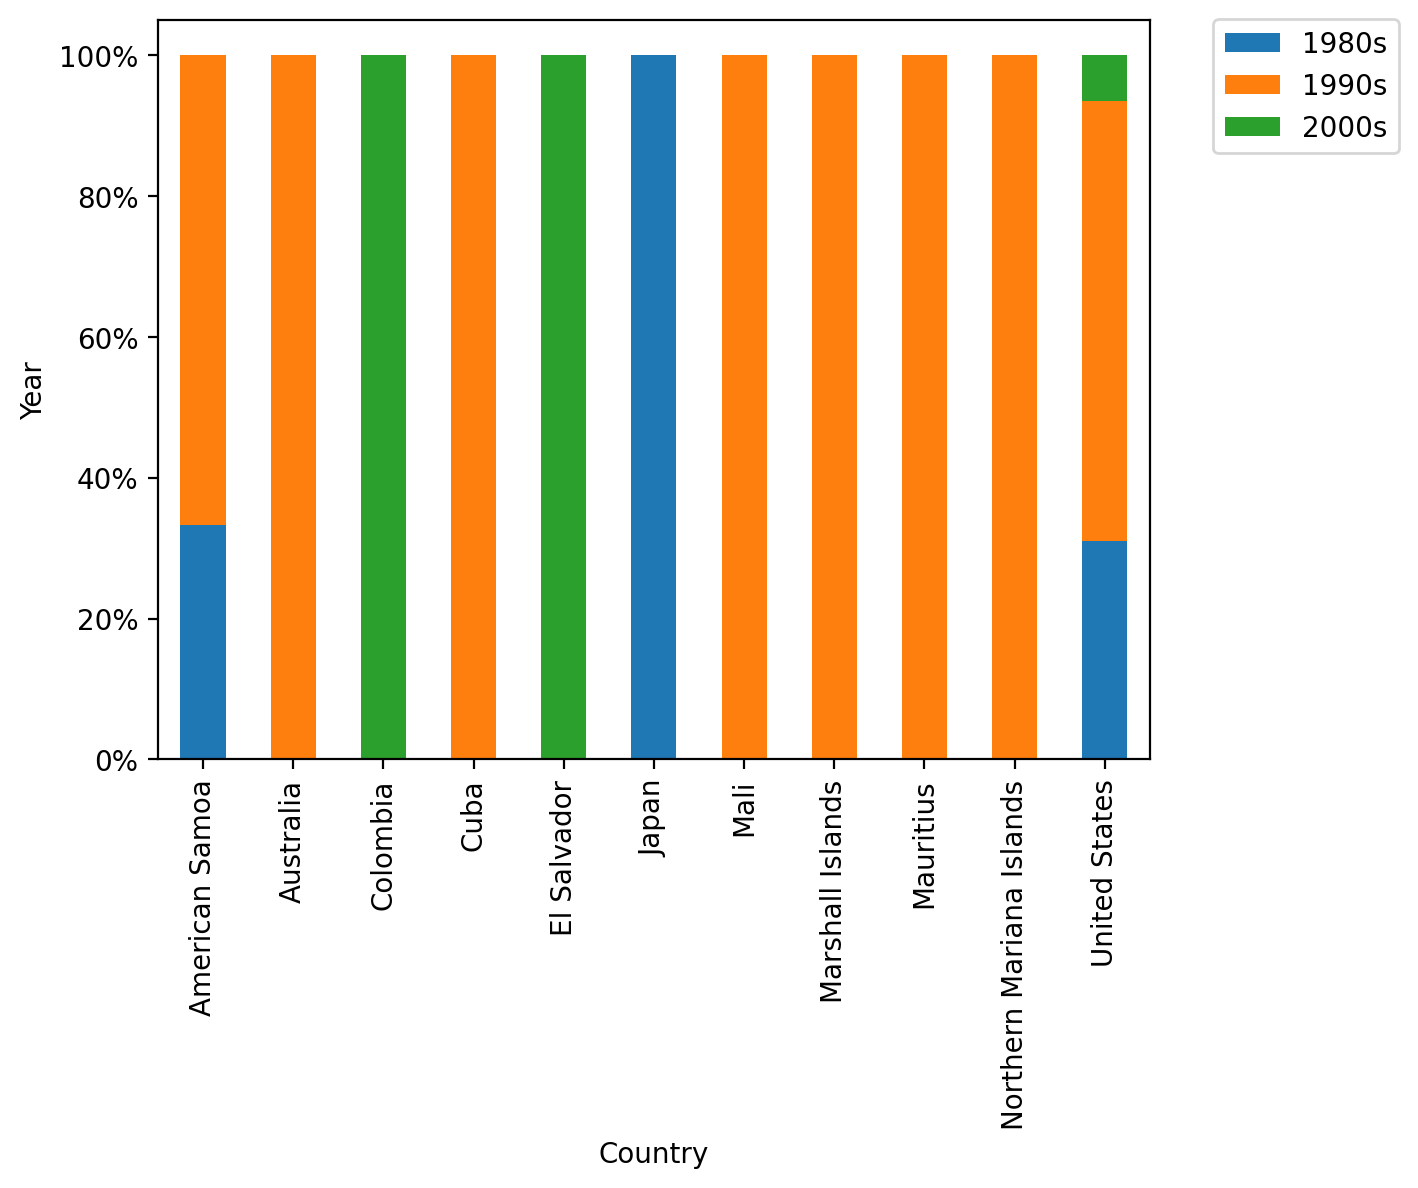 100%
80%
60%
40%
20%
0%
Year
American Samoa
Australia
Colombia
Cuba
El Salvador
Japan
Mali
Marshall Islands
Mauritius
Northern Mariana Islands
United States
Country
1980s
1990s
2000s